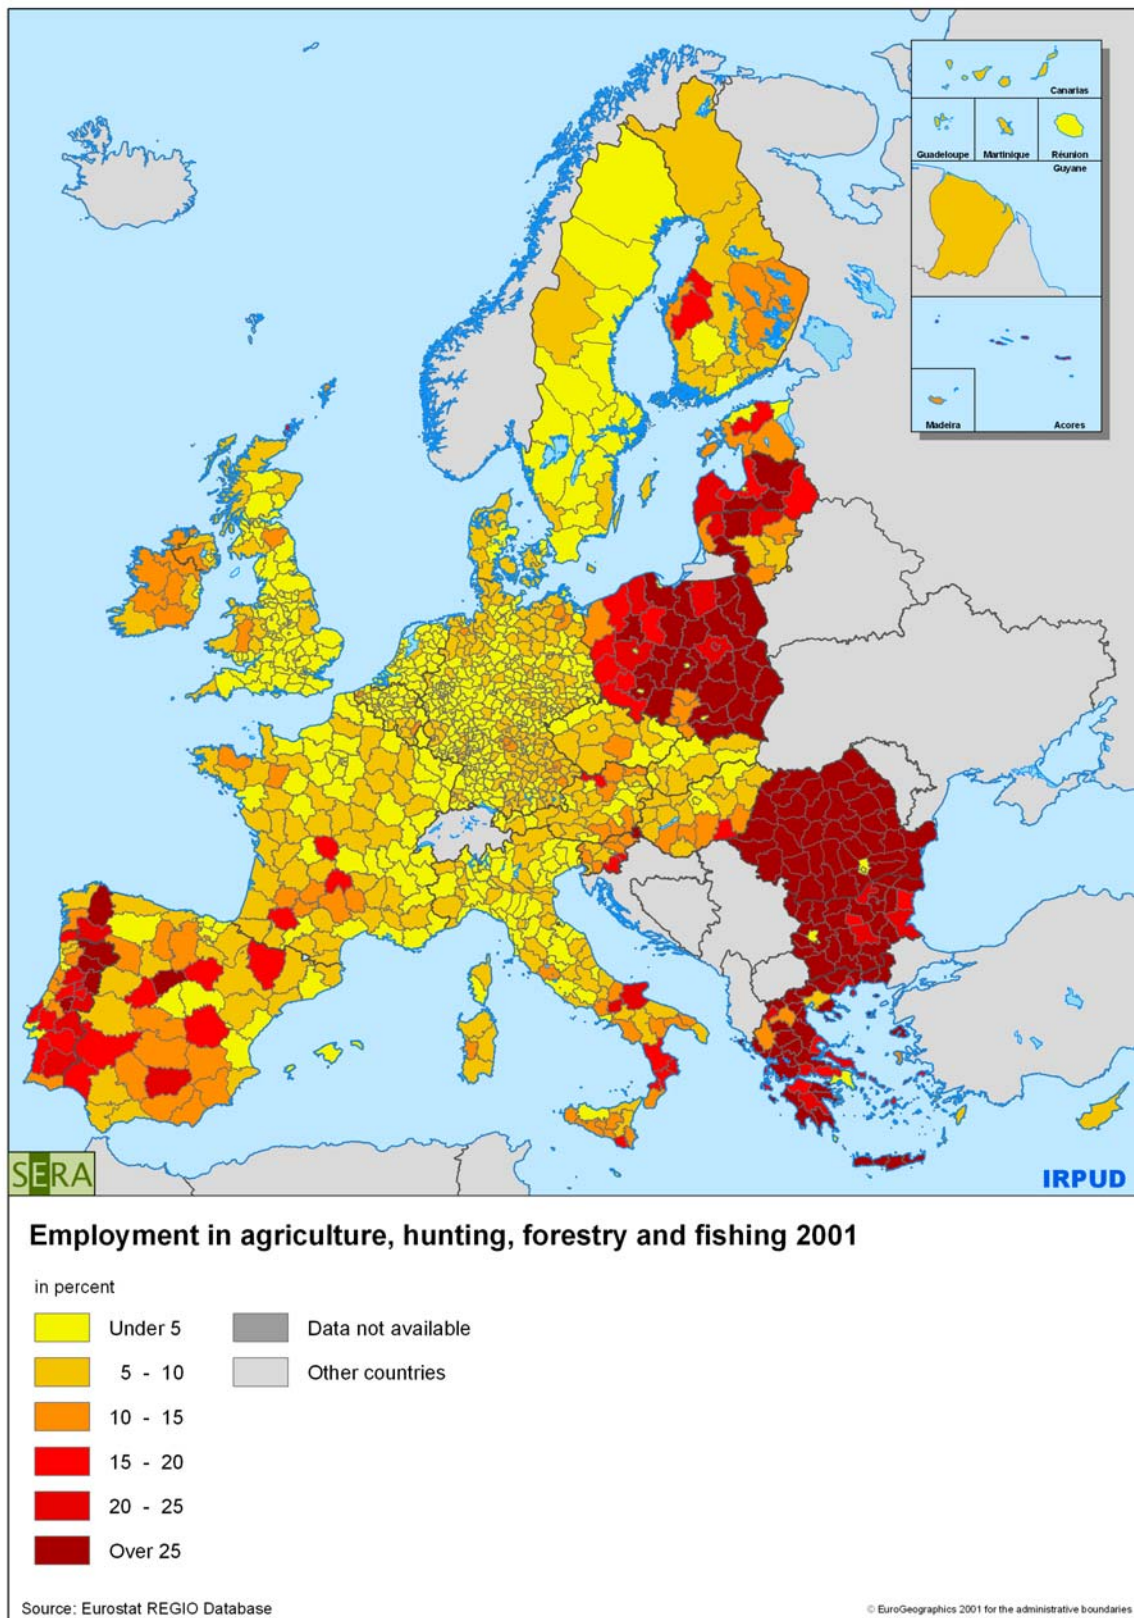 Canarias
Guadeloupe
Martinique
Réunion
Guyane
Madeira
Acores
SERA
IRPUD
Employment in agriculture, hunting, forestry and fishing 2001
in percent
Under 5
Data not available
5 - 10
Other countries
10 - 15
15 - 20
20 - 25
Over 25
Source: Eurostat REGIO Database
© EuroGeographics 2001 for the administrative boundaries